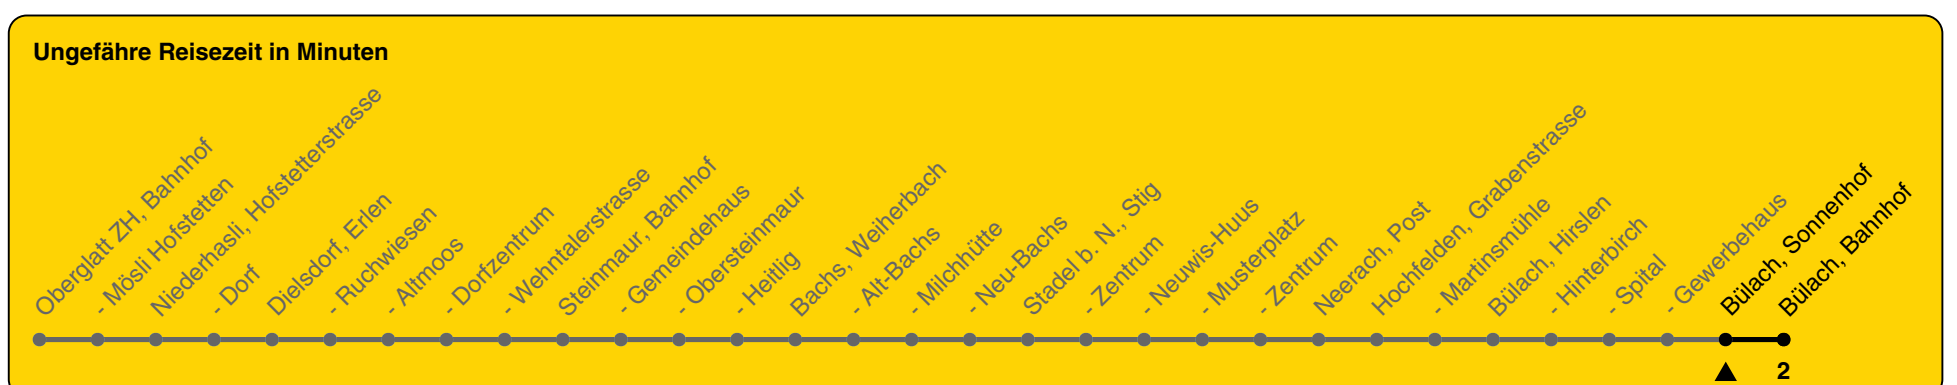 Ungefähre Reisezeit in Minuten
Oberglatt ZH, Bahnhof
- Mösli Hofstetten
Niederhasli, Hofstetterstrasse
- Dorf
Dielsdorf, Erlen
- Ruchwiesen
- Altmoos
- Dorfzentrum
- Wehntalerstrasse
Steinmaur, Bahnhof
- Gemeindehaus
- Obersteinmaur
- Heitlig
Bachs, Weiherbach
- Alt-Bachs
- Milchhütte
- Neu-Bachs
Stadel b. N., Stig
- Zentrum
- Neuwis-Huus
- Musterplatz
- Zentrum
Neerach, Post
Hochfelden, Grabenstrasse
- Martinsmühle
Bülach, Hirslen
- Hinterbirch
- Spital
- Gewerbehaus
Bülach, Sonnenhof
Bülach, Bahnhof
2